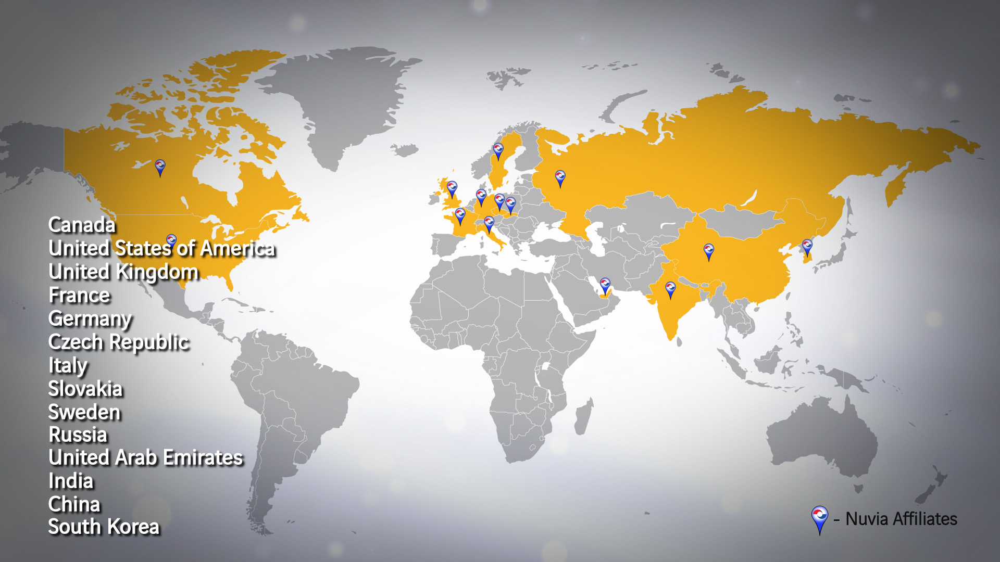 Canada
United States of America
United Kingdom
France
Germany
Czech Republic
Italy
Slovakia
Sweden
Russia
United Arab Emirates
India
China
South Korea
- Nuvia Affiliates